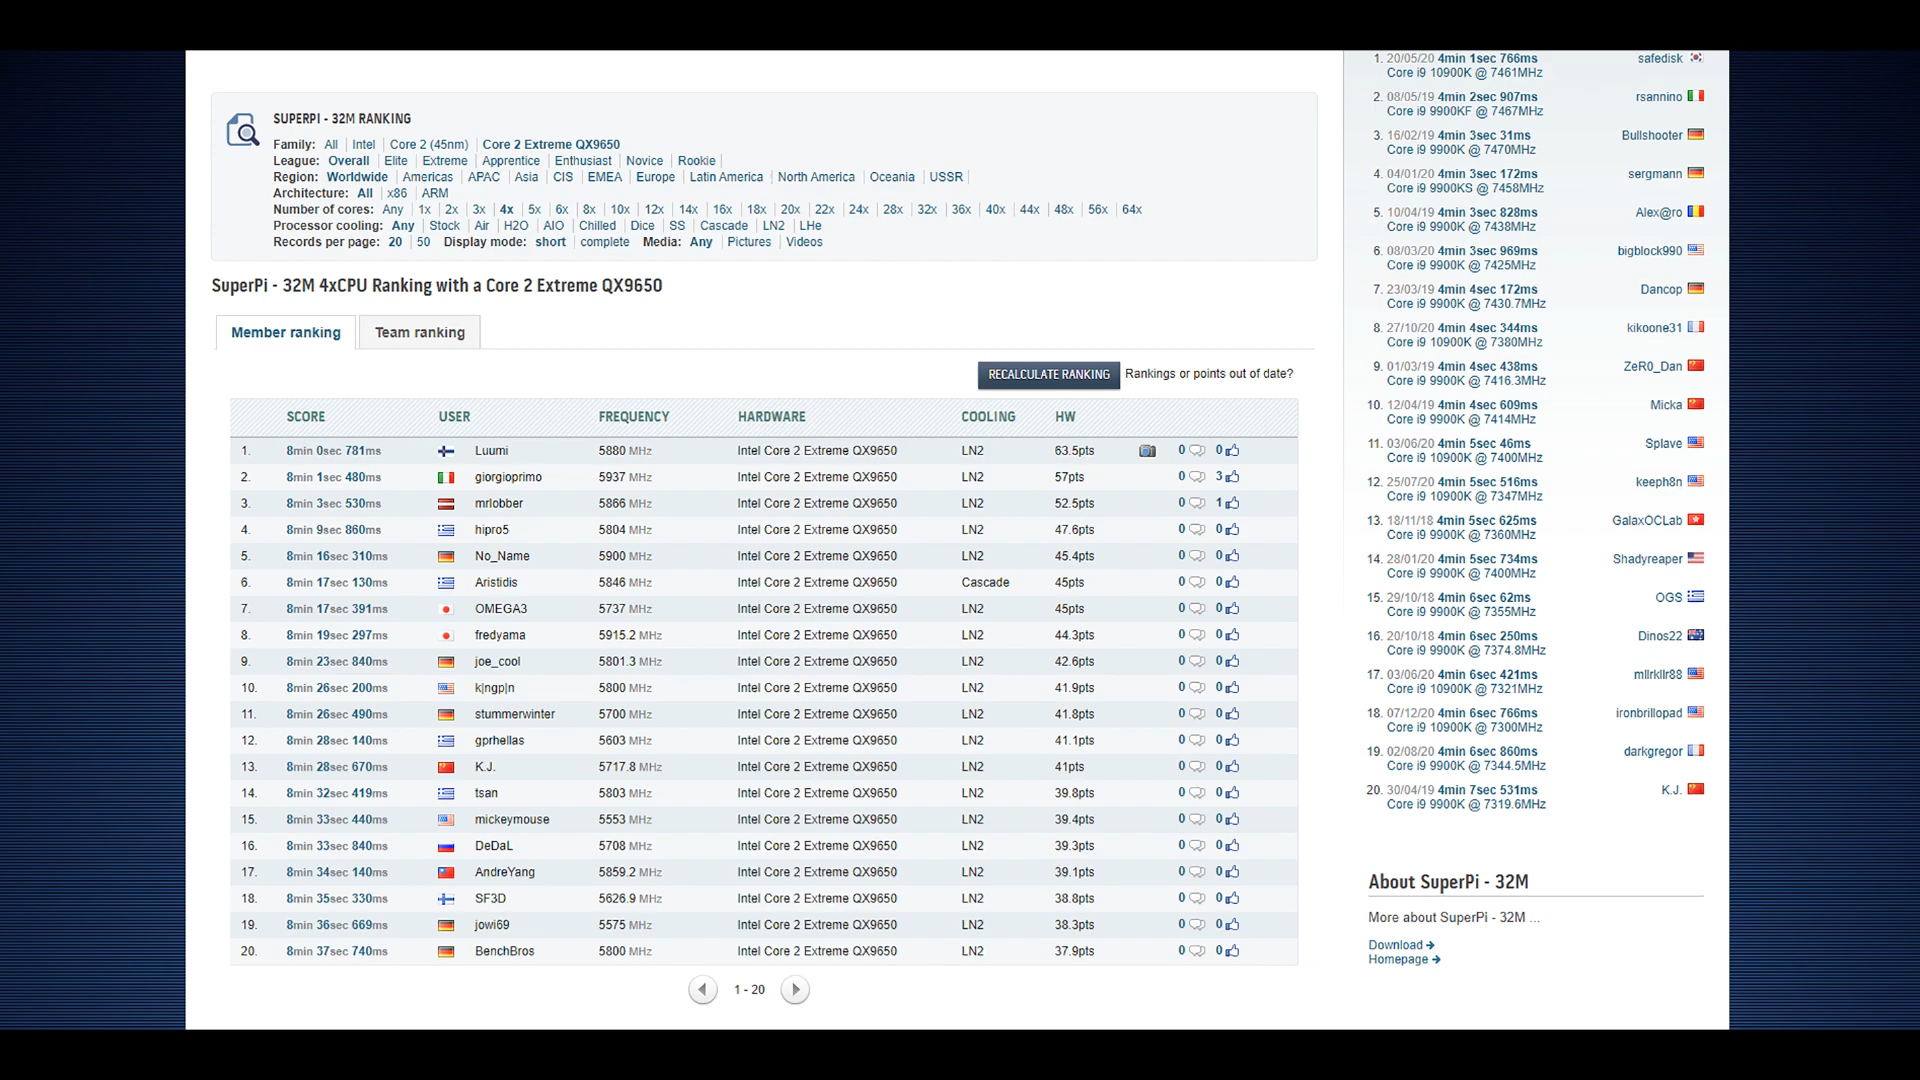 SUPERPI - 32M RANKING
Family: All | Intel | Core 2 (45nm) | Core 2 Extreme QX9650
League: Overall | Elite | Extreme | Apprentice | Enthusiast | Novice | Rookie |
Region: Worldwide | Americas | APAC | Asia | CIS | EMEA | Europe | Latin America | North America | Oceania | USSR |
Architecture: All | x86 | ARM
Number of cores: Any | 1x | 2x | 3x | 4x | 5x | 6x | 8x | 10x | 12x | 14x | 16x | 18x | 20x | 22x | 24x | 28x | 32x | 36x | 40x | 44x | 48x | 56x | 64x
Processor cooling: Any | Stock | Air | H2O | AIO | Chilled | Dice | SS | Cascade | LN2 | LHe
Records per page: 20 | 50 Display mode: short | complete Media: Any | Pictures | Videos
SuperPi - 32M 4xCPU Ranking with a Core 2 Extreme QX9650
Member ranking Team ranking
RECALCULATE RANKING Rankings or points out of date?
SCORE USER FREQUENCY HARDWARE COOLING HW
1. 8min 0sec 781ms Luumi 5880 MHz Intel Core 2 Extreme QX9650 LN2 63.5pts 0 0
2. 8min 1sec 480ms giorgioprimo 5937 MHz Intel Core 2 Extreme QX9650 LN2 57pts 0 3
3. 8min 3sec 530ms mrlobber 5866 MHz Intel Core 2 Extreme QX9650 LN2 52.5pts 0 1
4. 8min 9sec 860ms hipro5 5804 MHz Intel Core 2 Extreme QX9650 LN2 47.6pts 0 0
5. 8min 16sec 310ms No_Name 5900 MHz Intel Core 2 Extreme QX9650 LN2 45.4pts 0 0
6. 8min 17sec 130ms Aristidis 5846 MHz Intel Core 2 Extreme QX9650 Cascade 45pts 0 0
7. 8min 17sec 391ms OMEGA3 5737 MHz Intel Core 2 Extreme QX9650 LN2 45pts 0 0
8. 8min 19sec 297ms fredyama 5915.2 MHz Intel Core 2 Extreme QX9650 LN2 44.3pts 0 0
9. 8min 23sec 840ms joe_cool 5801.3 MHz Intel Core 2 Extreme QX9650 LN2 42.6pts 0 0
10. 8min 26sec 200ms k|ngp|n 5800 MHz Intel Core 2 Extreme QX9650 LN2 41.9pts 0 0
11. 8min 26sec 490ms stummerwinter 5700 MHz Intel Core 2 Extreme QX9650 LN2 41.8pts 0 0
12. 8min 28sec 140ms gprhellas 5603 MHz Intel Core 2 Extreme QX9650 LN2 41.1pts 0 0
13. 8min 28sec 670ms K.J. 5717.8 MHz Intel Core 2 Extreme QX9650 LN2 41pts 0 0
14. 8min 32sec 419ms tsan 5803 MHz Intel Core 2 Extreme QX9650 LN2 39.8pts 0 0
15. 8min 33sec 440ms mickeymouse 5553 MHz Intel Core 2 Extreme QX9650 LN2 39.4pts 0 0
16. 8min 33sec 840ms DeDaL 5708 MHz Intel Core 2 Extreme QX9650 LN2 39.3pts 0 0
17. 8min 34sec 140ms AndreYang 5859.2 MHz Intel Core 2 Extreme QX9650 LN2 39.1pts 0 0
18. 8min 35sec 330ms SF3D 5626.9 MHz Intel Core 2 Extreme QX9650 LN2 38.8pts 0 0
19. 8min 36sec 669ms jowi69 5575 MHz Intel Core 2 Extreme QX9650 LN2 38.3pts 0 0
20. 8min 37sec 740ms BenchBros 5800 MHz Intel Core 2 Extreme QX9650 LN2 37.9pts 0 0
1 - 20
1. 20/05/20 4min 1sec 766ms safedisk
Core i9 10900K @ 7461MHz
2. 08/05/19 4min 2sec 907ms rsannino
Core i9 9900KF @ 7467MHz
3. 16/02/19 4min 3sec 31ms Bullshooter
Core i9 9900K @ 7470MHz
4. 04/01/20 4min 3sec 172ms sergmann
Core i9 9900KS @ 7458MHz
5. 10/04/19 4min 3sec 828ms Alex@ro
Core i9 9900K @ 7438MHz
6. 08/03/20 4min 3sec 969ms bigblock990
Core i9 9900K @ 7425MHz
7. 23/03/19 4min 4sec 172ms Dancop
Core i9 9900K @ 7430.7MHz
8. 27/10/20 4min 4sec 344ms kikoone31
Core i9 10900K @ 7380MHz
9. 01/03/19 4min 4sec 438ms ZeR0_Dan
Core i9 9900K @ 7416.3MHz
10. 12/04/19 4min 4sec 609ms Micka
Core i9 9900K @ 7414MHz
11. 03/06/20 4min 5sec 46ms Splave
Core i9 10900K @ 7400MHz
12. 25/07/20 4min 5sec 516ms keeph8n
Core i9 10900K @ 7347MHz
13. 18/11/18 4min 5sec 625ms GalaxOCLab
Core i9 9900K @ 7360MHz
14. 28/01/20 4min 5sec 734ms Shadyreaper
Core i9 9900K @ 7400MHz
15. 29/10/18 4min 6sec 62ms OGS
Core i9 9900K @ 7355MHz
16. 20/10/18 4min 6sec 250ms Dinos22
Core i9 9900K @ 7374.8MHz
17. 03/06/20 4min 6sec 421ms mllrkllr88
Core i9 10900K @ 7321MHz
18. 07/12/20 4min 6sec 766ms ironbrillopad
Core i9 10900K @ 7300MHz
19. 02/08/20 4min 6sec 860ms darkgregor
Core i9 9900K @ 7344.5MHz
20. 30/04/19 4min 7sec 531ms K.J.
Core i9 9900K @ 7319.6MHz
About SuperPi - 32M
More about SuperPi - 32M ...
Download
Homepage